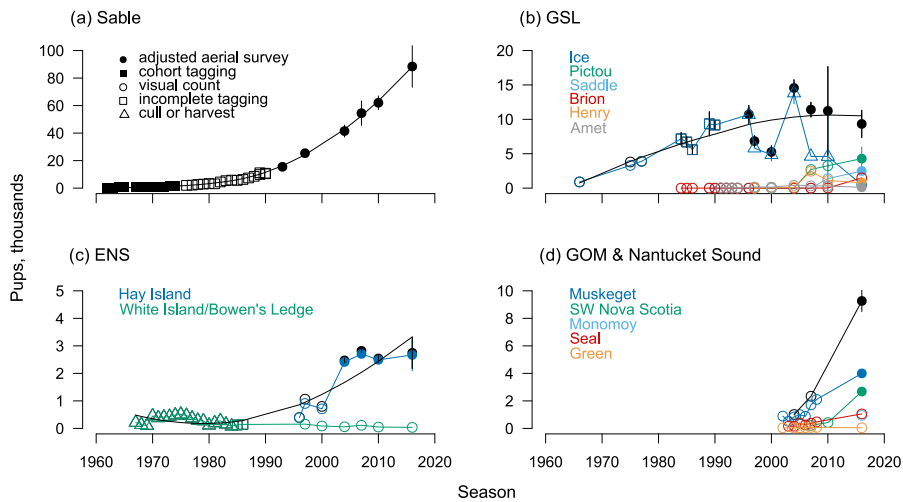 (a) Sable
100
80
60
40
20
0
adjusted aerial survey
cohort tagging
visual count
incomplete tagging
cull or harvest
(b) GSL
20
15
10
5
0
Ice
Pictou
Saddle
Brion
Henry
Amet
Pups, thousands
(c) ENS
6
5
4
3
2
1
0
Hay Island
White Island/Bowen's Ledge
1960 1970 1980 1990 2000 2010 2020
(d) GOM & Nantucket Sound
10
8
6
4
2
0
Muskeget
SW Nova Scotia
Monomoy
Seal
Green
1960 1970 1980 1990 2000 2010 2020
Season